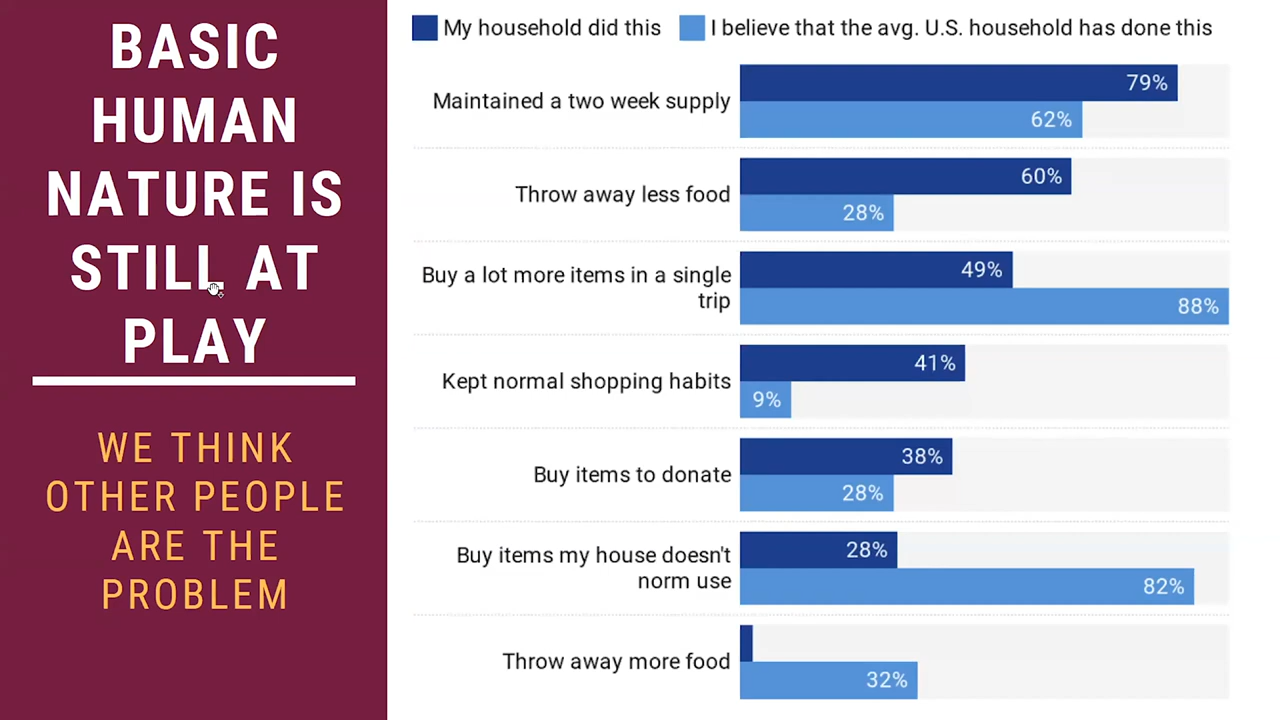 BASIC
HUMAN
NATURE IS
STILL AT
PLAY
WE THINK
OTHER PEOPLE
ARE THE
PROBLEM
My household did this
I believe that the avg. U.S. household has done this
Maintained a two week supply
79%
62%
Throw away less food
60%
28%
Buy a lot more items in a single
trip
49%
88%
Kept normal shopping habits
41%
9%
Buy items to donate
38%
28%
Buy items my house doesn't
norm use
28%
82%
Throw away more food
32%